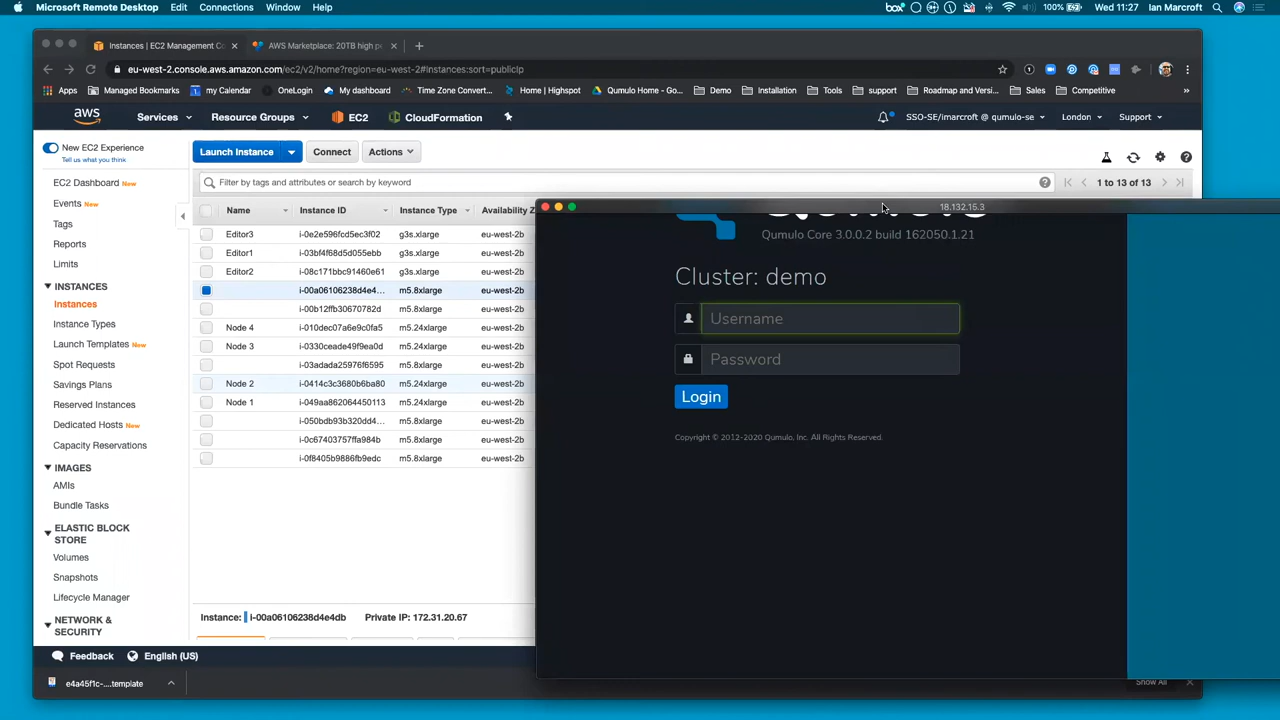 Microsoft Remote Desktop Edit Connections Window Help
box 100% Wed 11:27 Ian Marcroft
Instances | EC2 Management Co
AWS Marketplace: 20TB high pe
eu-west-2.console.aws.amazon.com/ec2/v2/home?region=eu-west-2#Instances:sort=publicIp
Apps Managed Bookmarks my Calendar OneLogin My dashboard Time Zone Convert... Home | Highspot Qumulo Home - Go... Demo Installation Tools support Roadmap and Versi... Sales Competitive »
aws Services Resource Groups EC2 CloudFormation SSO-SE/imarcroft @ qumulo-se London Support
New EC2 Experience
Tell us what you think
EC2 Dashboard New
Events New
Tags
Reports
Limits
INSTANCES
Instances
Instance Types
Launch Templates New
Spot Requests
Savings Plans
Reserved Instances
Dedicated Hosts New
Capacity Reservations
IMAGES
AMIs
Bundle Tasks
ELASTIC BLOCK
STORE
Volumes
Snapshots
Lifecycle Manager
NETWORK &
SECURITY
Launch Instance Connect Actions
Filter by tags and attributes or search by keyword
1 to 13 of 13
Name Instance ID Instance Type Availability Z
Editor3 i-0e2e596fcd5ec3f02 g3s.xlarge eu-west-2b
Editor1 i-03bf4f68d5d055ebb g3s.xlarge eu-west-2b
Editor2 i-08c171bbc91460e61 g3s.xlarge eu-west-2b
i-00a06106238d4e4... m5.8xlarge eu-west-2b
i-00b12ffb30670782d m5.8xlarge eu-west-2b
Node 4 i-010dec07a6e9c0fa5 m5.24xlarge eu-west-2b
Node 3 i-0330ceade49f9ea0d m5.24xlarge eu-west-2b
i-03adada25976f6595 m5.8xlarge eu-west-2b
Node 2 i-0414c3c3680b6ba80 m5.24xlarge eu-west-2b
Node 1 i-049aa862064450113 m5.24xlarge eu-west-2b
i-050bdb93b320dd4... m5.8xlarge eu-west-2b
i-0c67403757ffa984b m5.8xlarge eu-west-2b
i-0f8405b9886fb9edc m5.8xlarge eu-west-2b
Instance: i-00a06106238d4e4db Private IP: 172.31.20.67
18.132.15.3
Qumulo Core 3.0.0.2 build 162050.1.21
Cluster: demo
Username
Password
Login
Copyright © 2012-2020 Qumulo, Inc. All Rights Reserved.
Feedback English (US)
e4a45f1c-....template
Show All